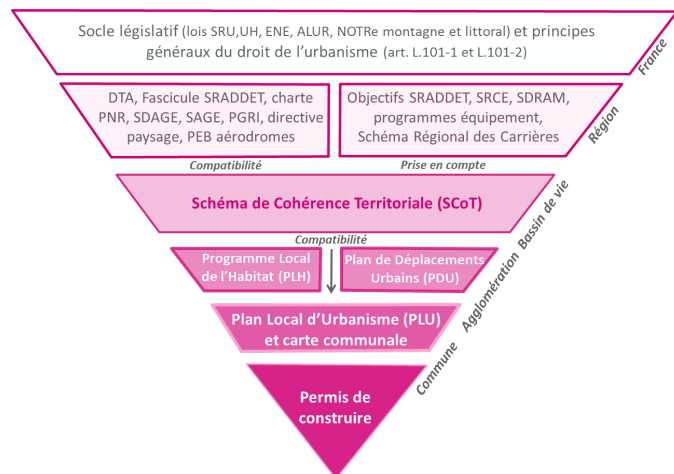 Socle législatif (lois SRU,UH, ENE, ALUR, NOTRe montagne et littoral) et principes
généraux du droit de l'urbanisme (art. L.101-1 et L.101-2)
France
DTA, Fascicule SRADDET, charte
PNR, SDAGE, SAGE, PGRI, directive
paysage, PEB aérodromes
Objectifs SRADDET, SRCE, SDRAM,
programmes équipement,
Schéma Régional des Carrières
Région
Compatibilité
Prise en compte
Schéma de Cohérence Territoriale (SCoT)
Bassin de vie
Compatibilité
Programme Local
de l'Habitat (PLH)
Plan de Déplacements
Urbains (PDU)
Agglomération
Plan Local d'Urbanisme (PLU)
et carte communale
Commune
Permis de
construire